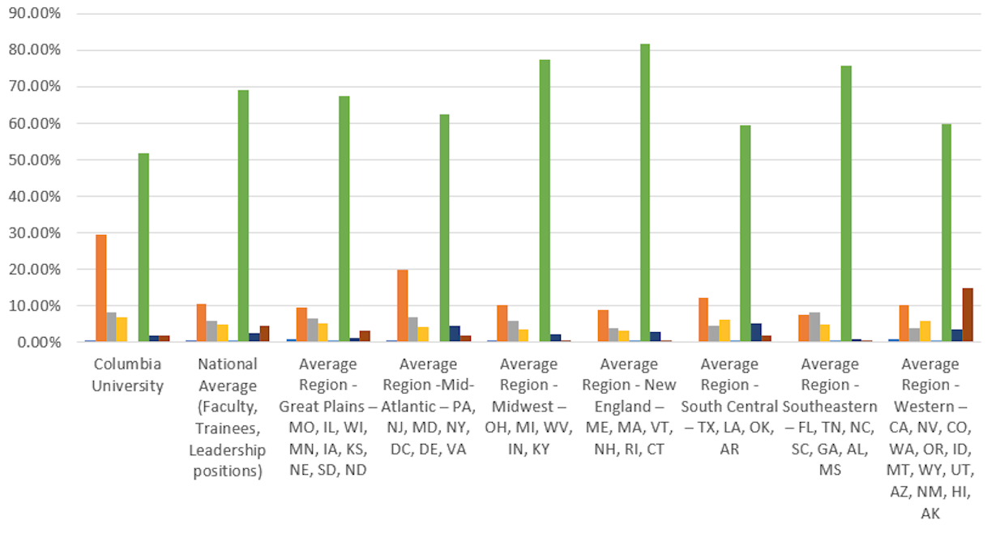 90.00%
80.00%
70.00%
60.00%
50.00%
40.00%
30.00%
20.00%
10.00%
0.00%
Columbia
University
National
Average
(Faculty,
Trainees,
Leadership
positions)
Average
Region -
Great Plains –
MO, IL, WI,
MN, IA, KS,
NE, SD, ND
Average
Region -Mid-
Atlantic – PA,
NJ, MD, NY,
DC, DE, VA
Average
Region -
Midwest –
OH, MI, WV,
IN, KY
Average
Region - New
England –
ME, MA, VT,
NH, RI, CT
Average
Region -
South Central
– TX, LA, OK,
AR
Average
Region -
Southeastern
– FL, TN, NC,
SC, GA, AL,
MS
Average
Region -
Western –
CA, NV, CO,
WA, OR, ID,
MT, WY, UT,
AZ, NM, HI,
AK